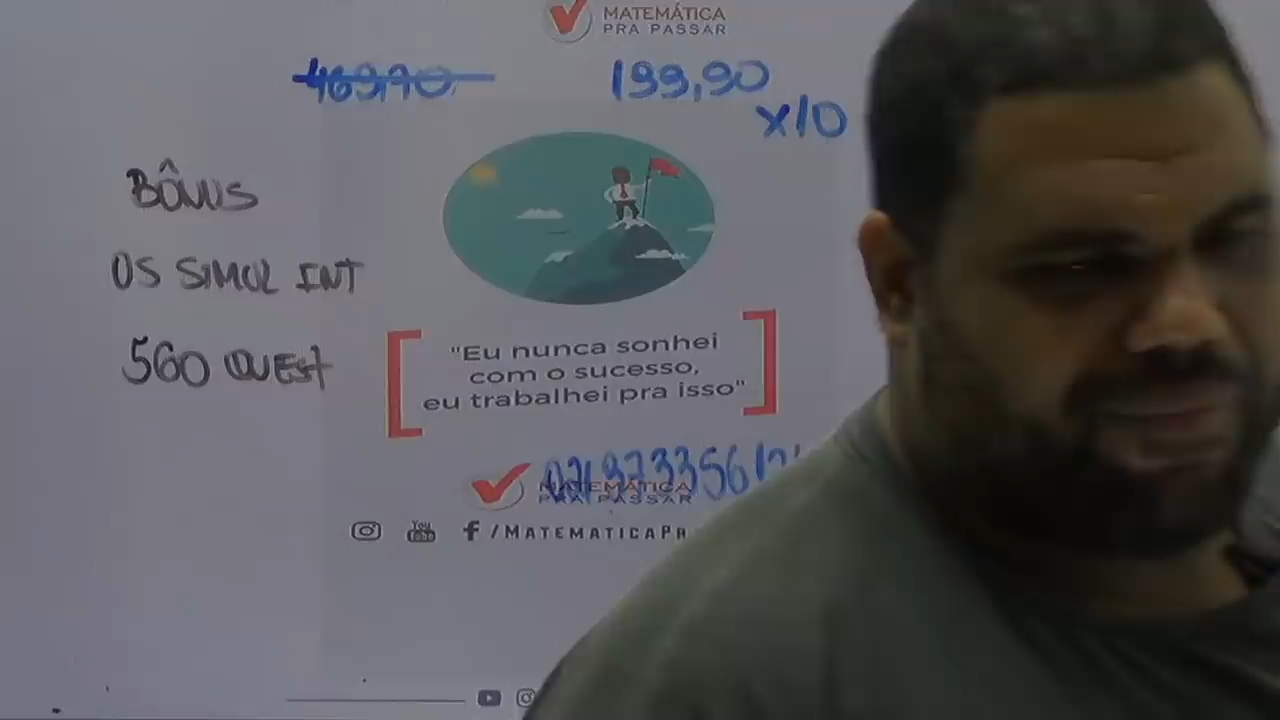 MATEMÁTICA
PRA PASSAR
469,70
199,90
x10
BÔNUS
05 SIMUL INT
560 QUEST
"Eu nunca sonhei
com o sucesso,
eu trabalhei pra isso"
MATEMÁTICA
PRA PASSAR
/MATEMATICAPR